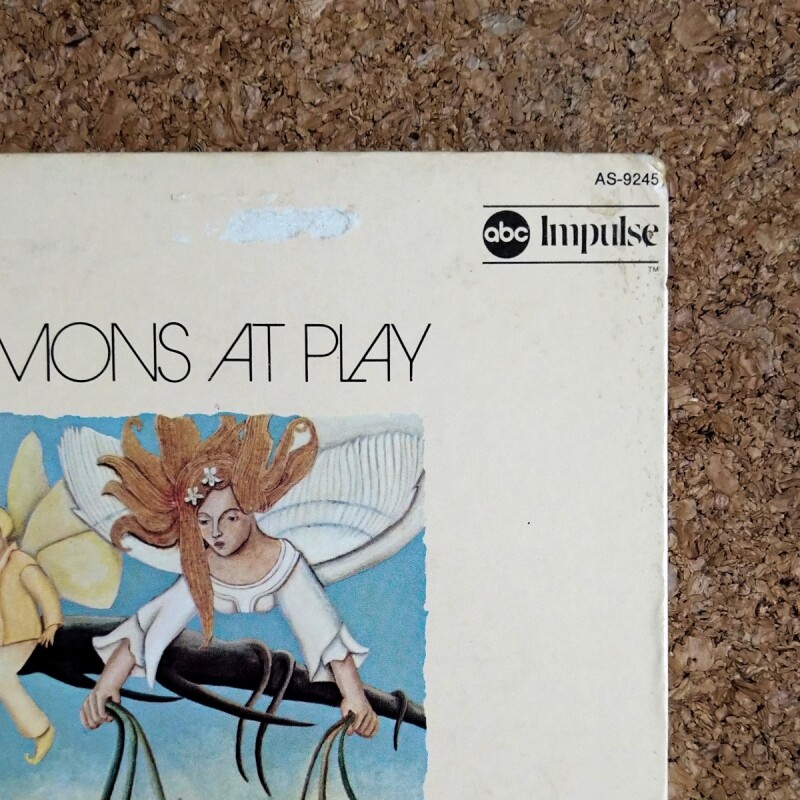 AS-9245
abc Impulse
TM
MONS AT PLAY